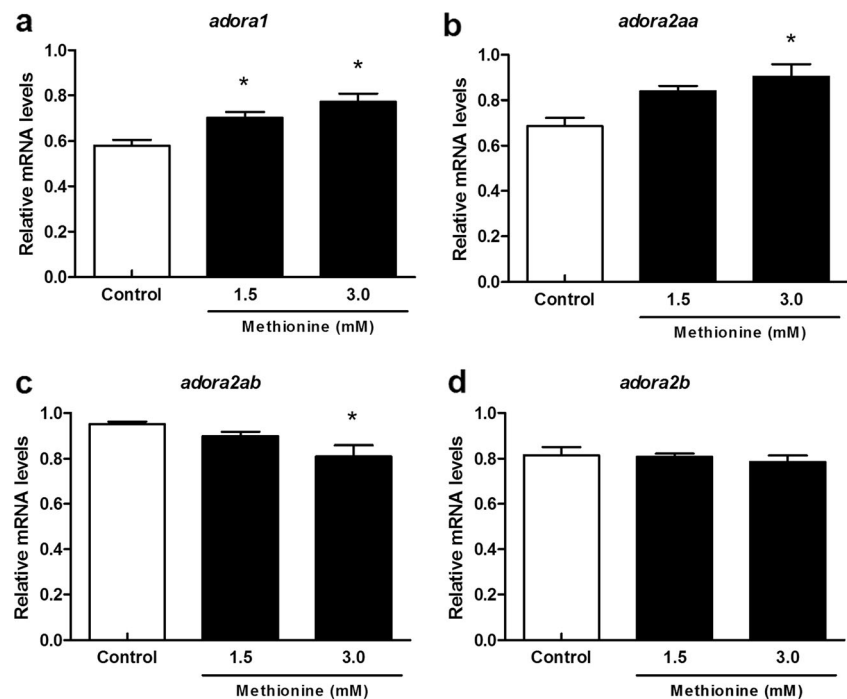 a
adora1
Relative mRNA levels
1.0
0.8
0.6
0.4
0.2
0.0
*
*
Control
1.5
3.0
Methionine (mM)
b
adora2aa
Relative mRNA levels
1.0
0.8
0.6
0.4
0.2
0.0
*
Control
1.5
3.0
Methionine (mM)
c
adora2ab
Relative mRNA levels
1.0
0.8
0.6
0.4
0.2
0.0
*
Control
1.5
3.0
Methionine (mM)
d
adora2b
Relative mRNA levels
1.0
0.8
0.6
0.4
0.2
0.0
Control
1.5
3.0
Methionine (mM)